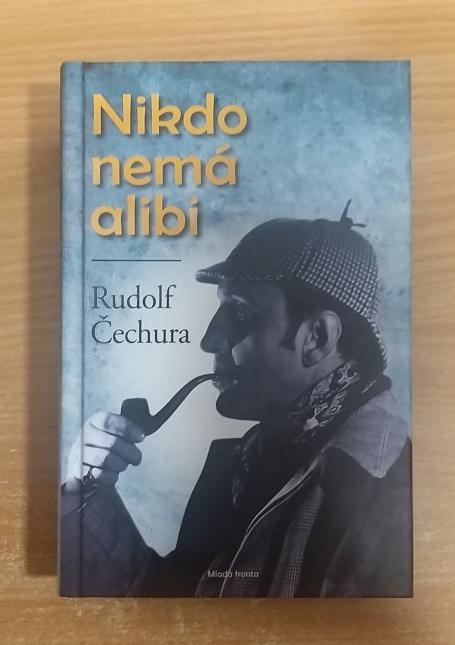 Nikdo
nemá
alibi
Rudolf
Čechura
Mladá fronta